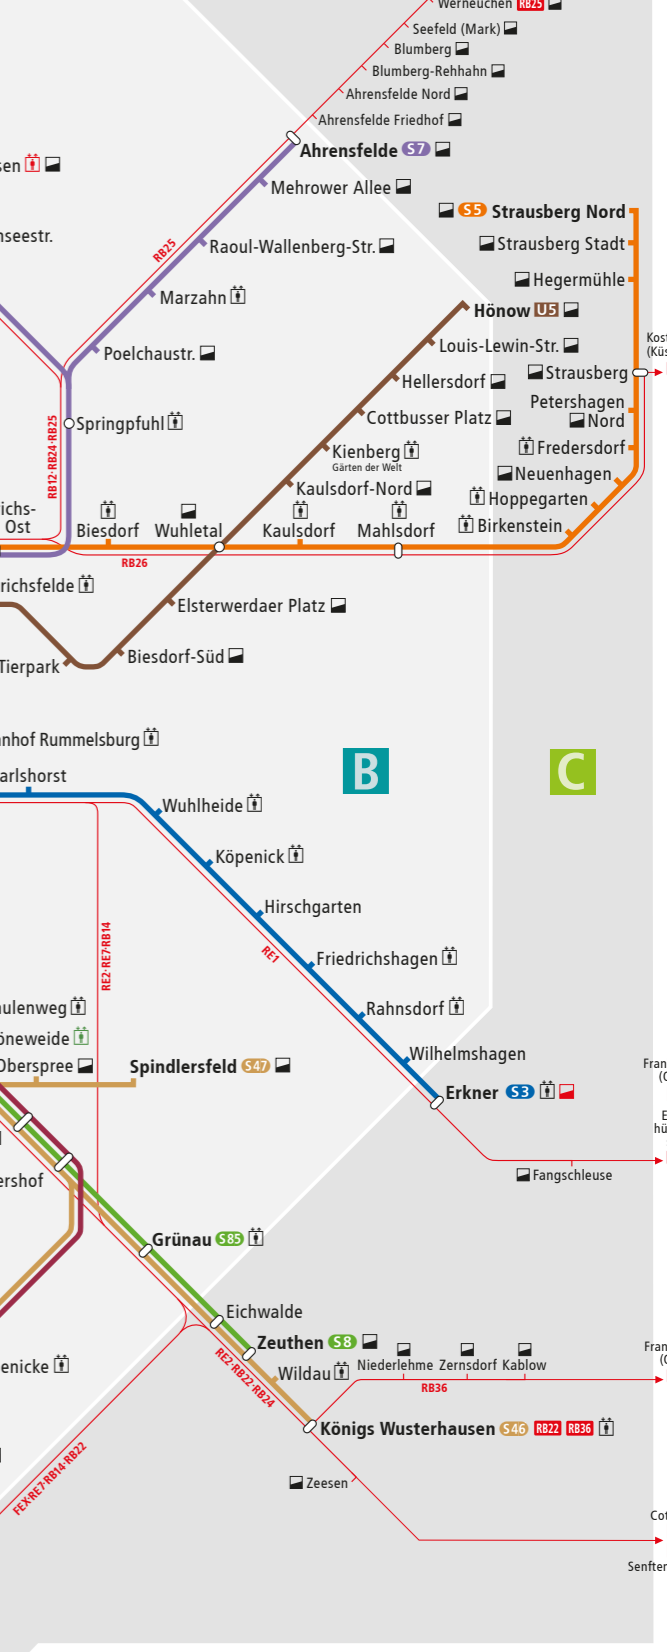 Werneuchen RB25
Seefeld (Mark)
Blumberg
Blumberg-Rehhahn
Ahrensfelde Nord
Ahrensfelde Friedhof
Ahrensfelde S7
Mehrower Allee
S5 Strausberg Nord
Strausberg Stadt
Raoul-Wallenberg-Str.
RB25
Hegermühle
Marzahn
Hönow U5
Louis-Lewin-Str.
Poelchaustr.
Strausberg
Hellersdorf
Petershagen
Nord
Cottbusser Platz
Springpfuhl
Kienberg
Gärten der Welt
Fredersdorf
RB12·RB24·RB25
Neuenhagen
Kaulsdorf-Nord
Hoppegarten
Ost
Biesdorf
Wuhletal
Kaulsdorf
Mahlsdorf
Birkenstein
RB26
Elsterwerdaer Platz
Tierpark
Biesdorf-Süd
B
C
Wuhlheide
Köpenick
Hirschgarten
RE2·RE7·RB14
RE1
Friedrichshagen
Rahnsdorf
Wilhelmshagen
Oberspree
Spindlersfeld S47
Erkner S3
Fangschleuse
Grünau S85
Eichwalde
Zeuthen S8
RE2·RB22·RB24
Wildau
Niederlehme
Zernsdorf
Kablow
RB36
Königs Wusterhausen S46 RB22 RB36
FEX·RE7·RB14·RB22
Zeesen